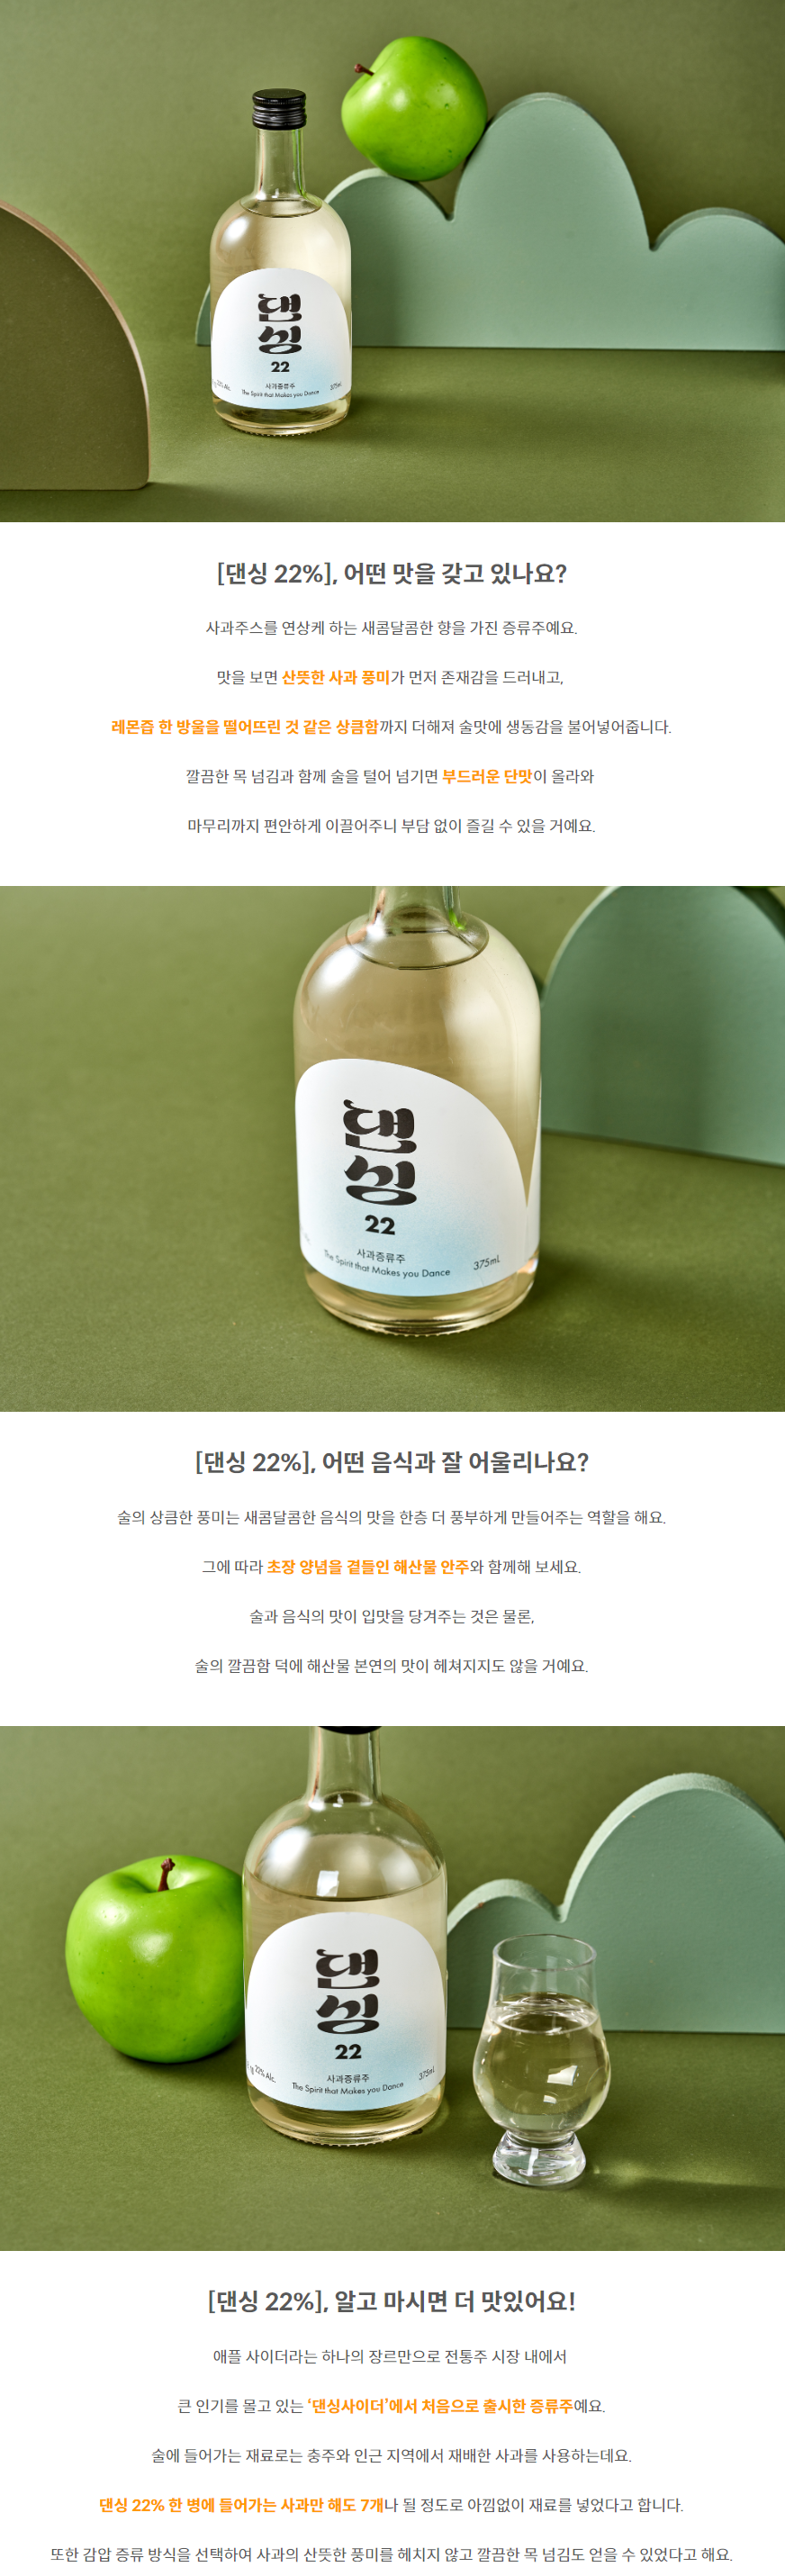 댄
싱
22
22% Alc.
사과증류주
The Spirit that Makes you Dance
375mL
[댄싱 22%], 어떤 맛을 갖고 있나요?
사과주스를 연상케 하는 새콤달콤한 향을 가진 증류주예요.
맛을 보면 산뜻한 사과 풍미가 먼저 존재감을 드러내고,
레몬즙 한 방울을 떨어뜨린 것 같은 상큼함까지 더해져 술맛에 생동감을 불어넣어줍니다.
깔끔한 목 넘김과 함께 술을 털어 넘기면 부드러운 단맛이 올라와
마무리까지 편안하게 이끌어주니 부담 없이 즐길 수 있을 거예요.
댄
싱
22
사과증류주
The Spirit that Makes you Dance
375mL
[댄싱 22%], 어떤 음식과 잘 어울리나요?
술의 상큼한 풍미는 새콤달콤한 음식의 맛을 한층 더 풍부하게 만들어주는 역할을 해요.
그에 따라 초장 양념을 곁들인 해산물 안주와 함께해 보세요.
술과 음식의 맛이 입맛을 당겨주는 것은 물론,
술의 깔끔함 덕에 해산물 본연의 맛이 헤쳐지지도 않을 거예요.
댄
싱
22
22% Alc.
사과증류주
The Spirit that Makes you Dance
375mL
[댄싱 22%], 알고 마시면 더 맛있어요!
애플 사이더라는 하나의 장르만으로 전통주 시장 내에서
큰 인기를 몰고 있는 ‘댄싱사이더’에서 처음으로 출시한 증류주예요.
술에 들어가는 재료로는 충주와 인근 지역에서 재배한 사과를 사용하는데요.
댄싱 22% 한 병에 들어가는 사과만 해도 7개나 될 정도로 아낌없이 재료를 넣었다고 합니다.
또한 감압 증류 방식을 선택하여 사과의 산뜻한 풍미를 헤치지 않고 깔끔한 목 넘김도 얻을 수 있었다고 해요.